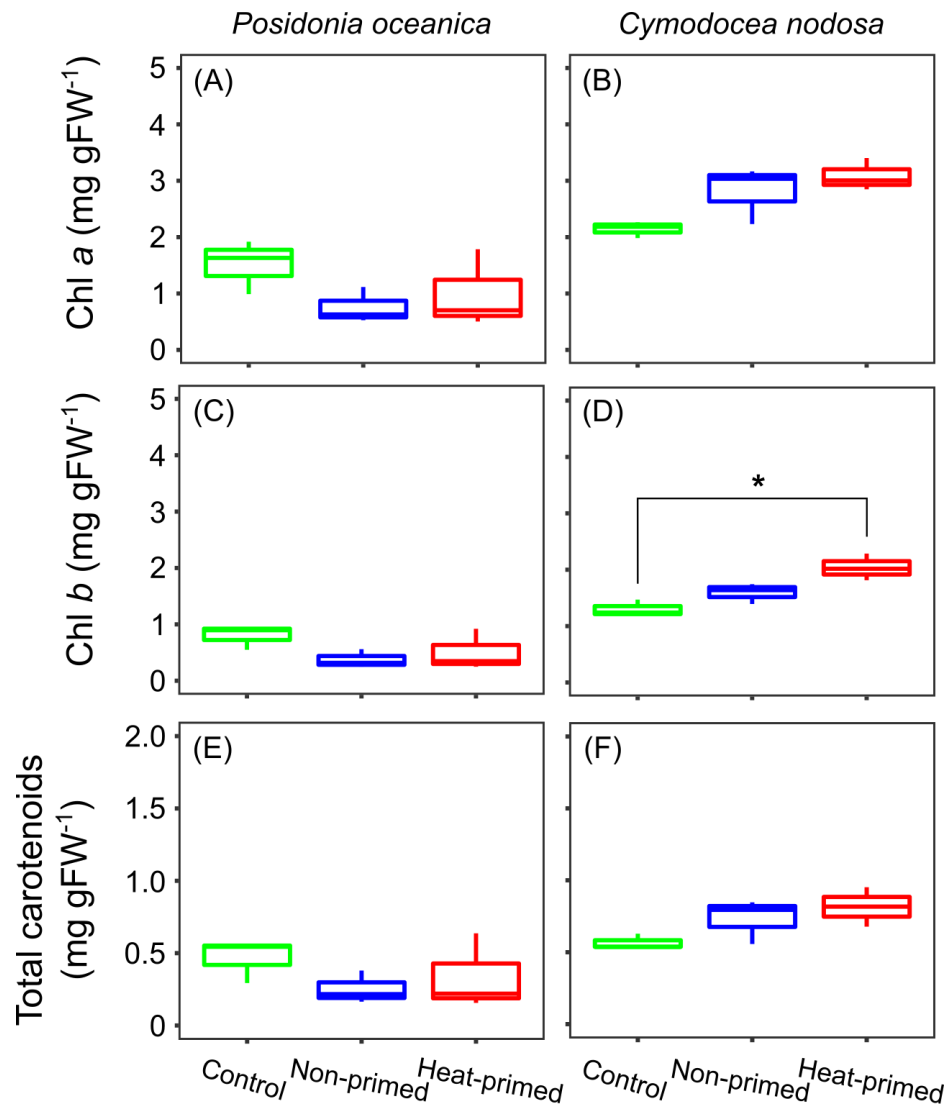 Posidonia oceanica
Cymodocea nodosa
Chl a (mg gFW⁻¹)
5
4
3
2
1
0
(A)
(B)
Chl b (mg gFW⁻¹)
5
4
3
2
1
0
(C)
(D)
*
Total carotenoids
(mg gFW⁻¹)
2.0
1.5
1.0
0.5
0
(E)
(F)
Control
Non-primed
Heat-primed
Control
Non-primed
Heat-primed